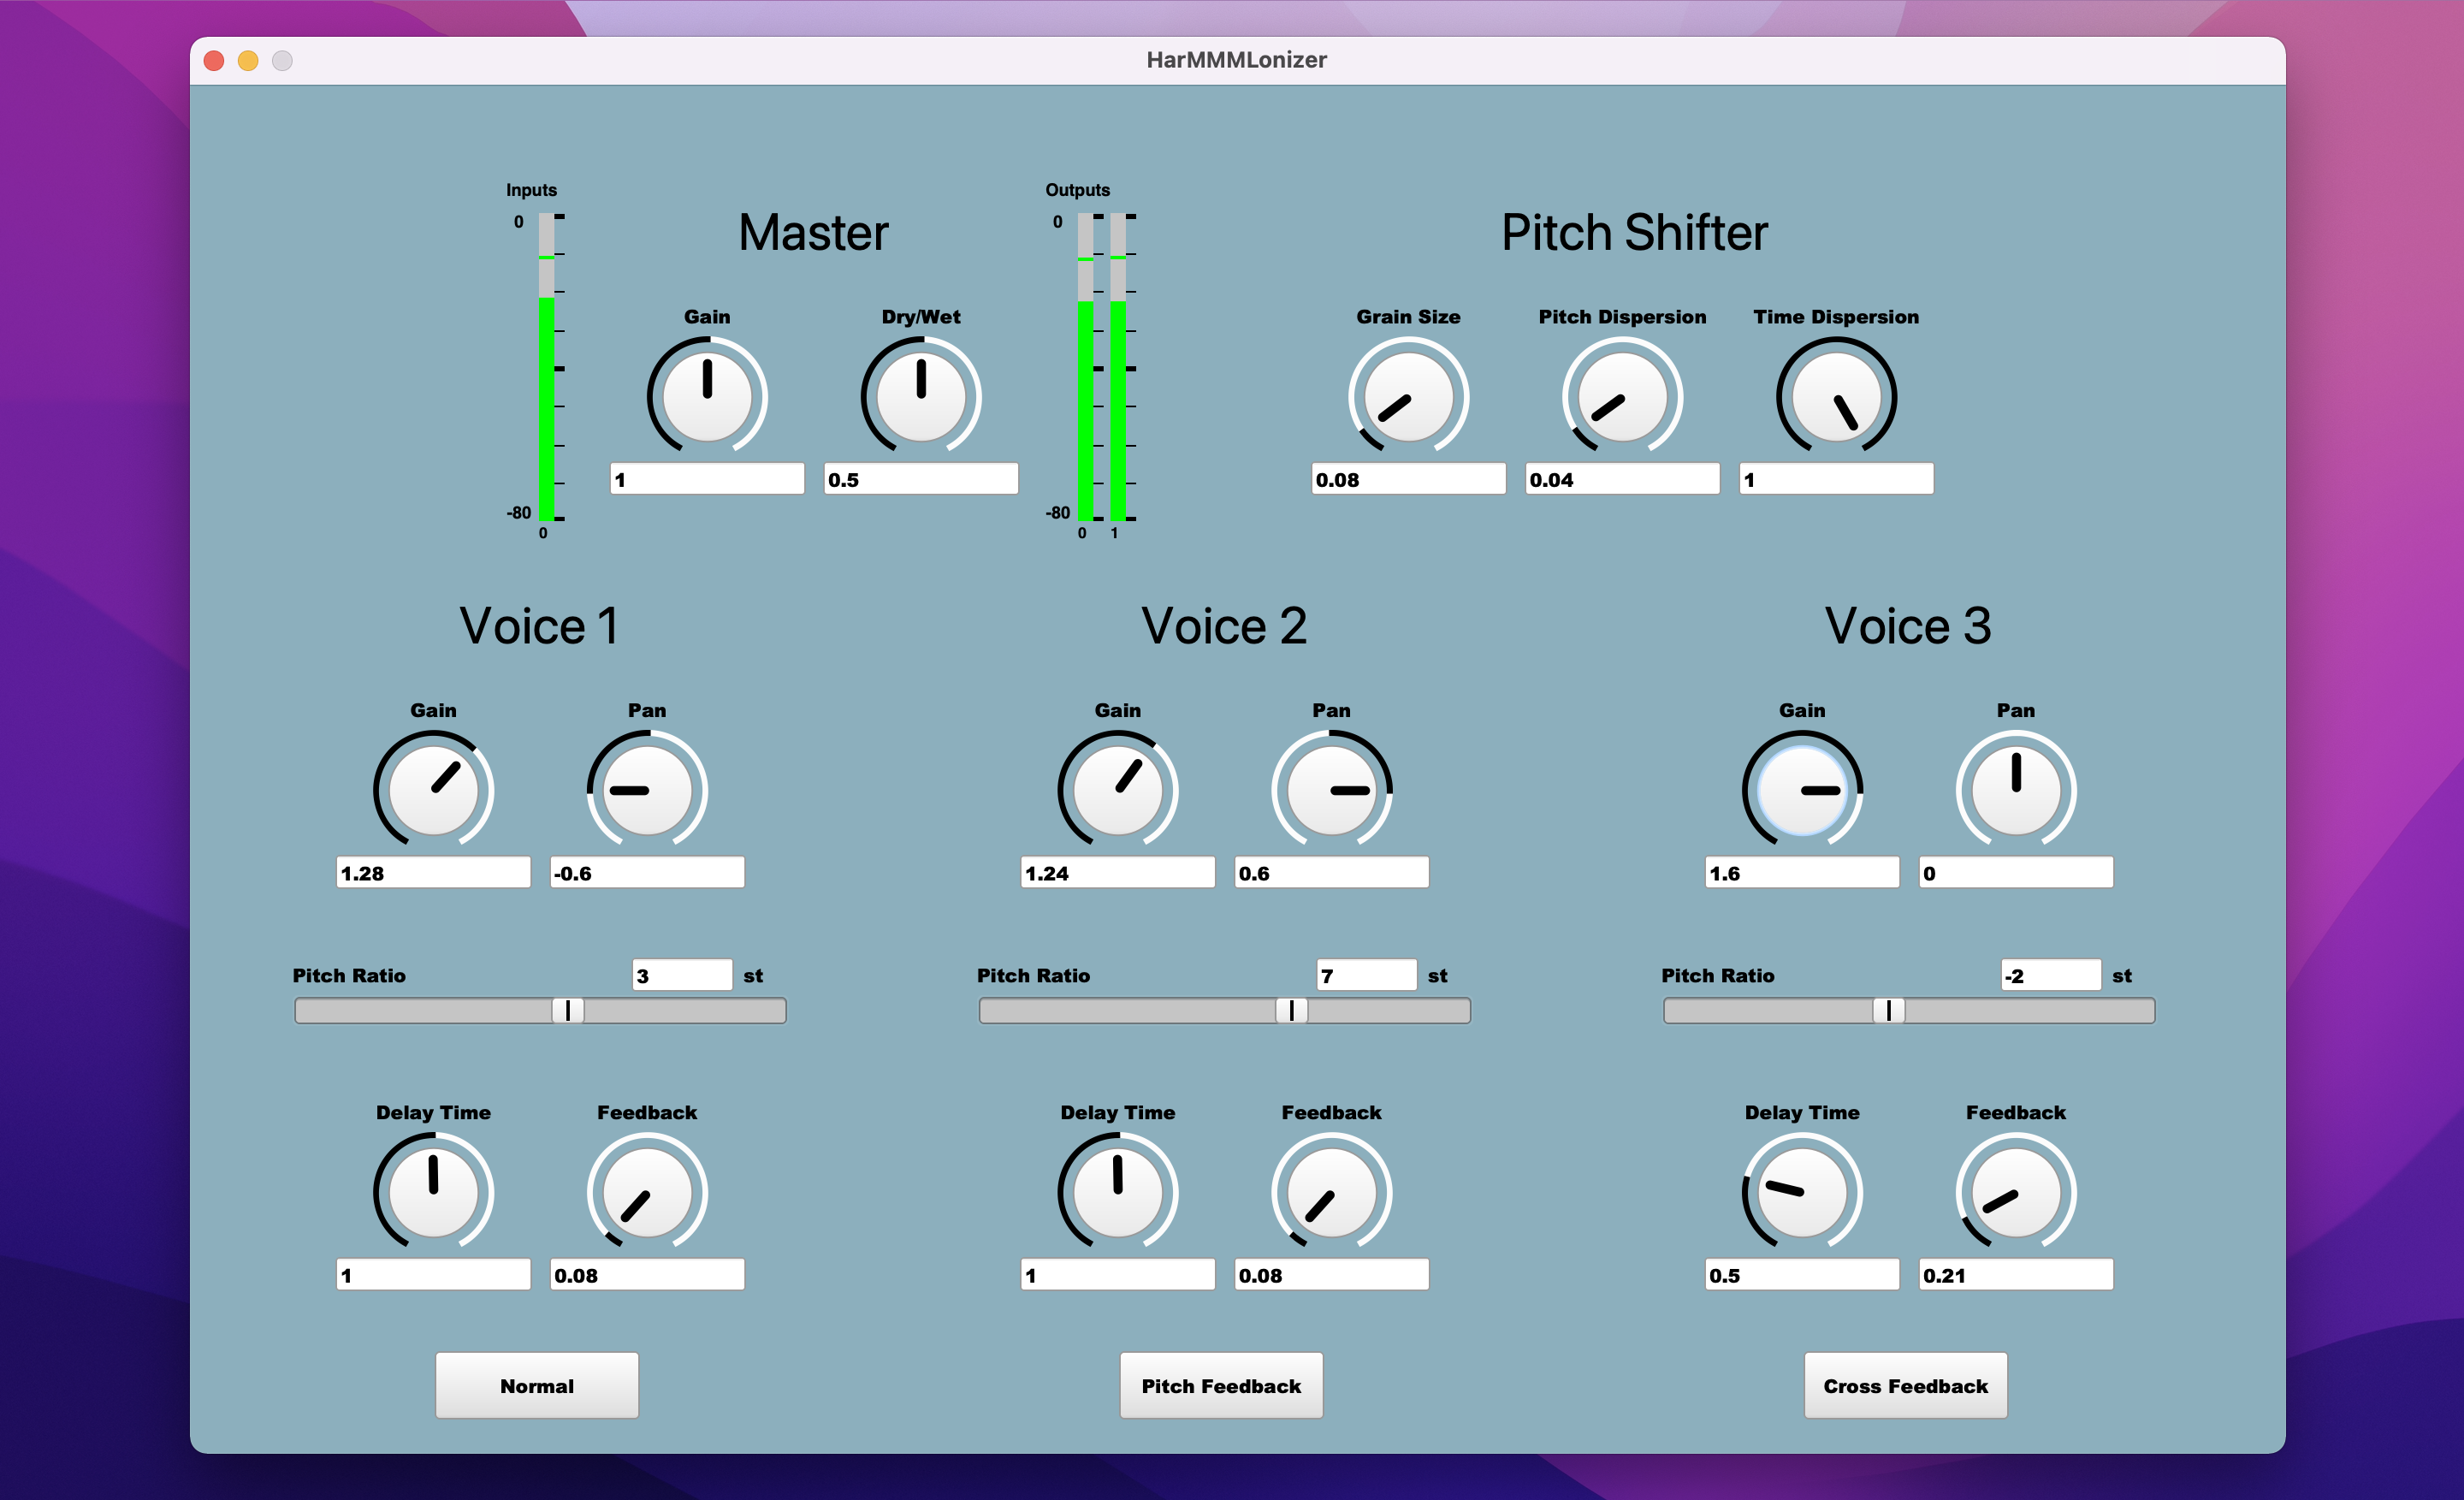 HarMMMLonizer
Inputs
0
-80
0
Master
Gain
1
Dry/Wet
0.5
Outputs
0
-80
0 1
Pitch Shifter
Grain Size
0.08
Pitch Dispersion
0.04
Time Dispersion
1
Voice 1
Gain
1.28
Pan
-0.6
Pitch Ratio 3 st
Delay Time
1
Feedback
0.08
Normal
Voice 2
Gain
1.24
Pan
0.6
Pitch Ratio 7 st
Delay Time
1
Feedback
0.08
Pitch Feedback
Voice 3
Gain
1.6
Pan
0
Pitch Ratio -2 st
Delay Time
0.5
Feedback
0.21
Cross Feedback